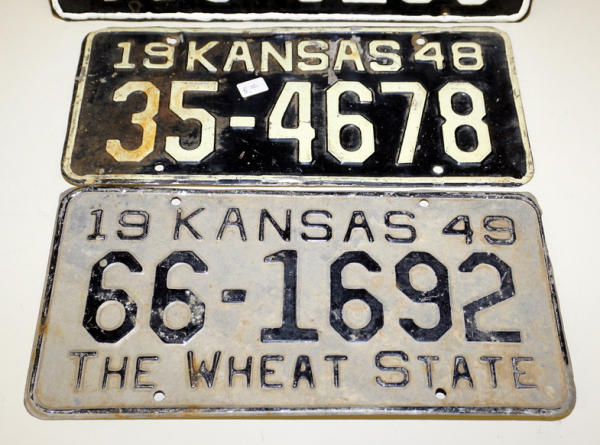 19 KANSAS 48
35-4678
19 KANSAS 49
66-1692
THE WHEAT STATE